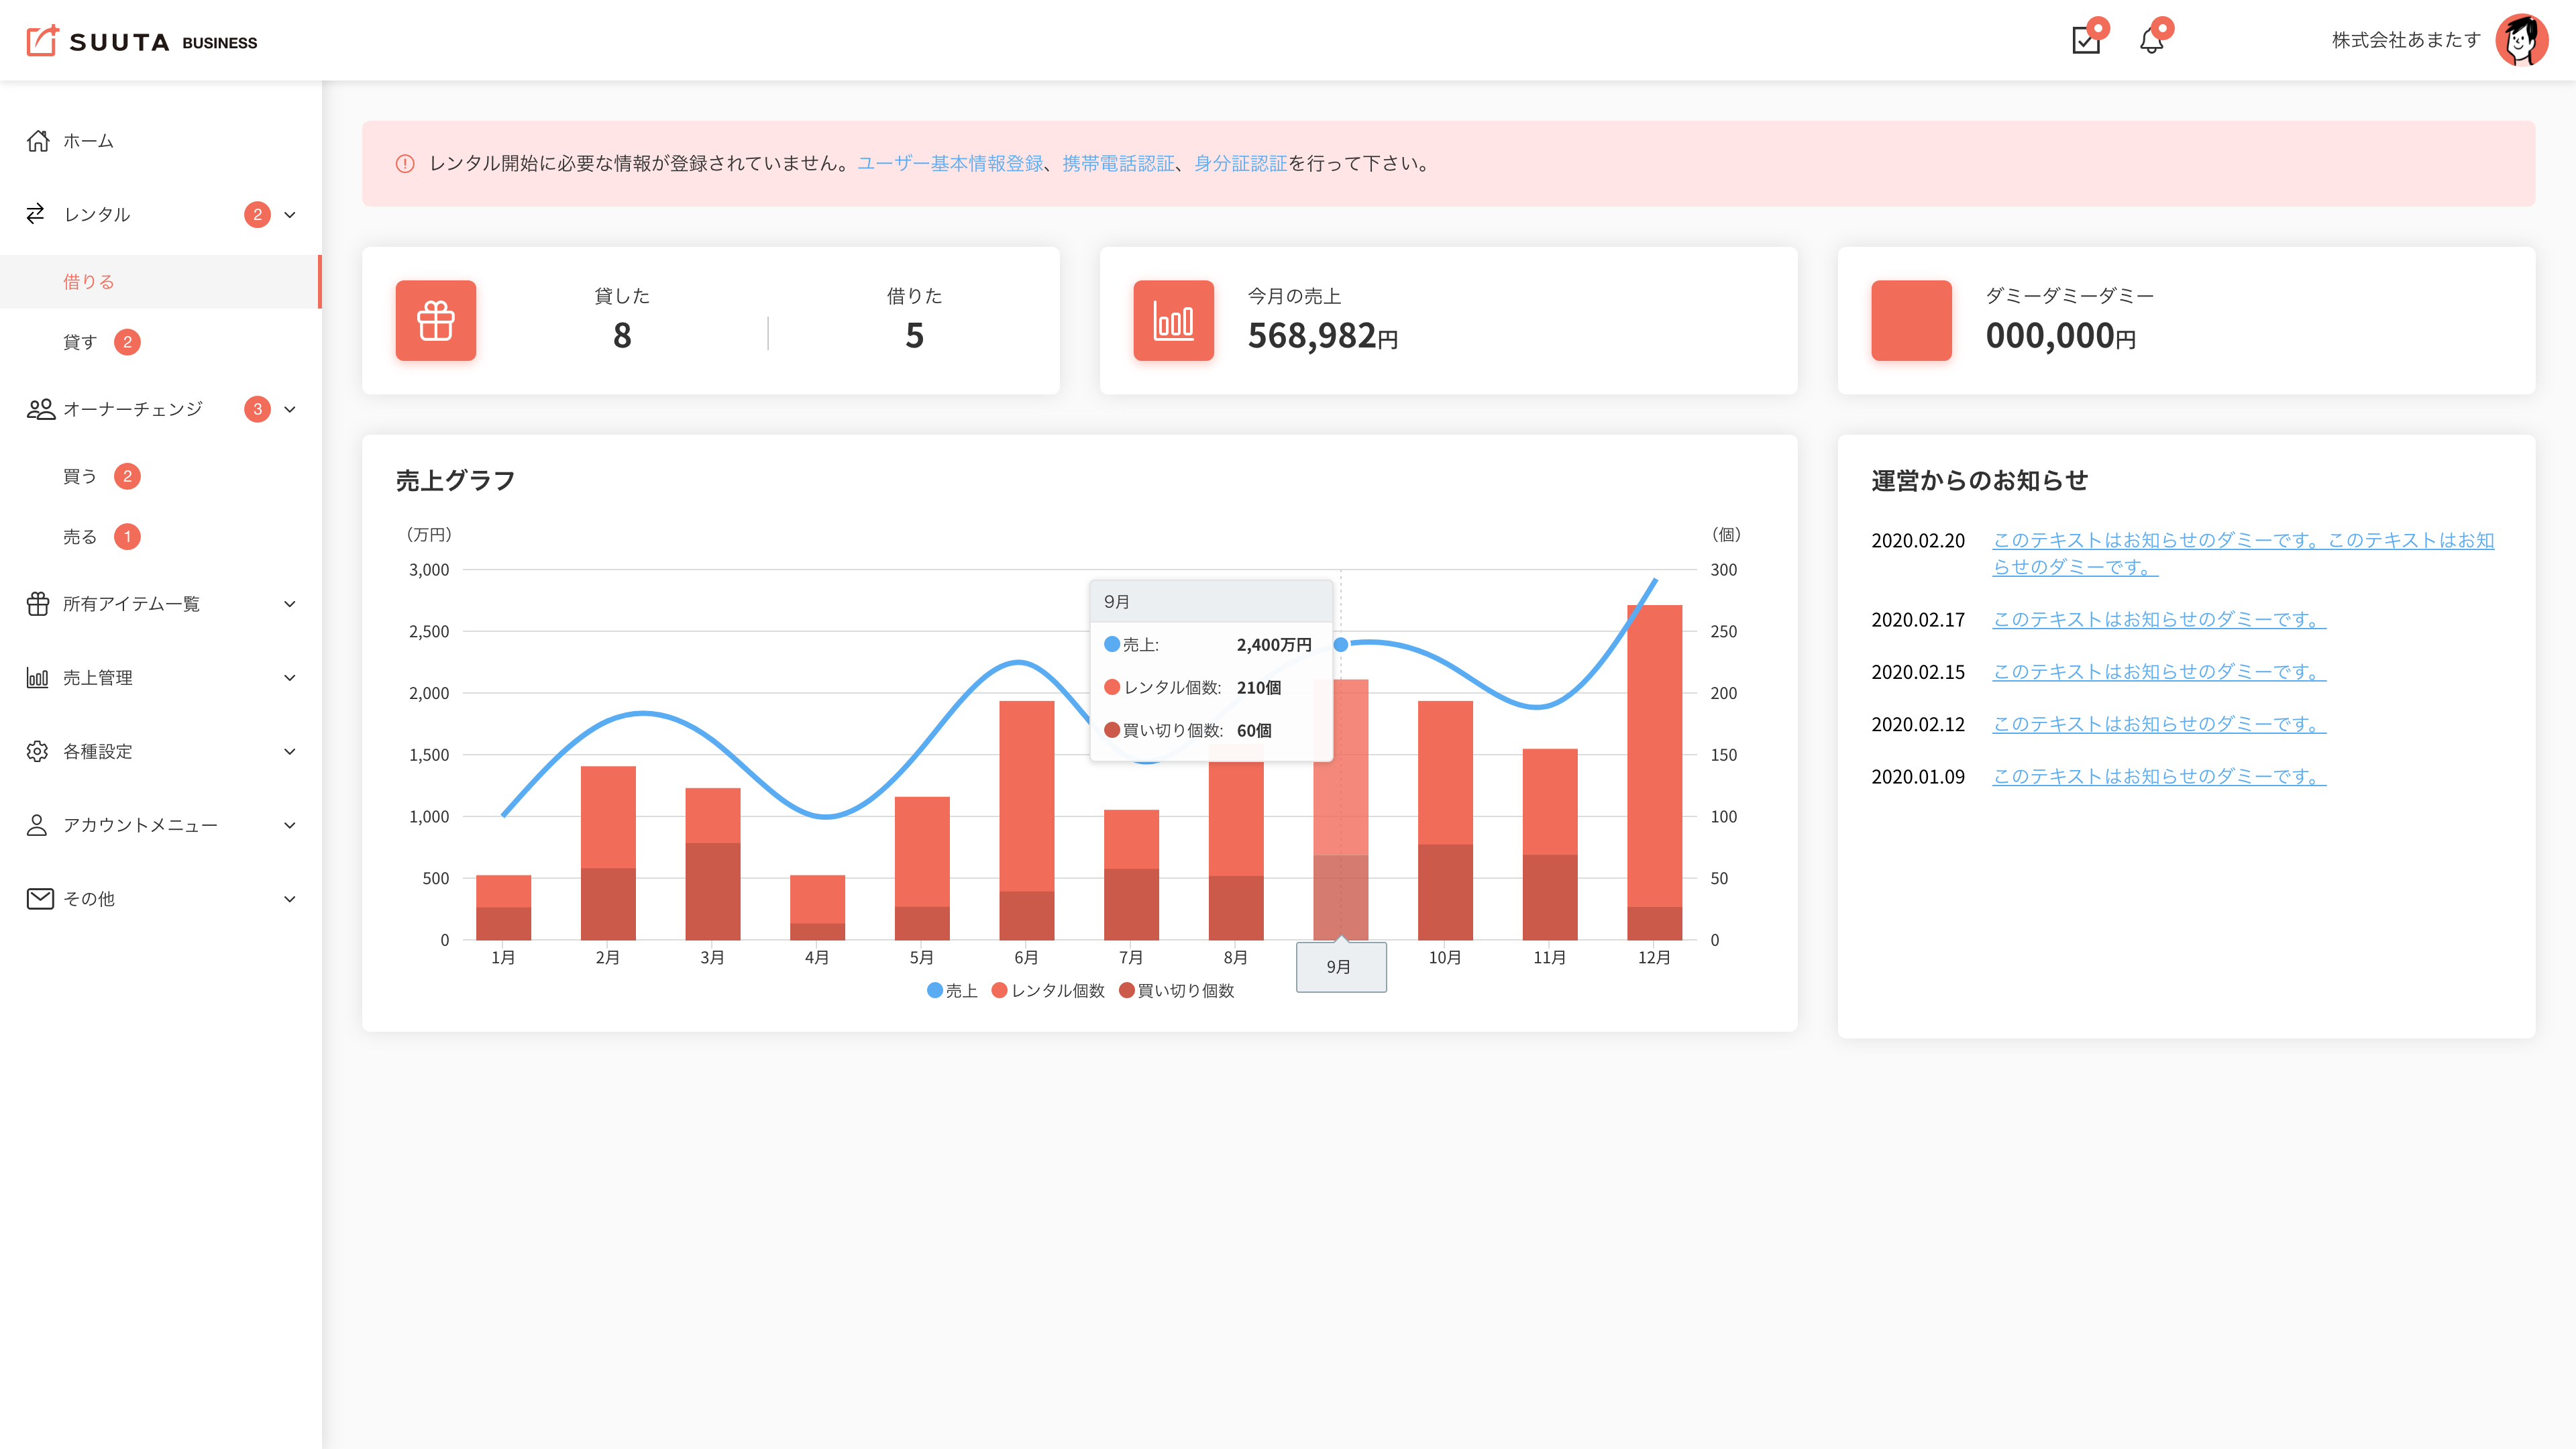 SUUTA BUSINESS
株式会社あまたす
ホーム
レンタル 2
借りる
貸す 2
オーナーチェンジ 3
買う 2
売る 1
所有アイテム一覧
売上管理
各種設定
アカウントメニュー
その他
レンタル開始に必要な情報が登録されていません。ユーザー基本情報登録、携帯電話認証、身分証認証を行って下さい。
貸した
8
借りた
5
今月の売上
568,982円
ダミーダミーダミー
000,000円
売上グラフ
（万円） （個）
3,000 300
2,500 250
2,000 200
1,500 150
1,000 100
500 50
0 0
9月
売上: 2,400万円
レンタル個数: 210個
買い切り個数: 60個
1月 2月 3月 4月 5月 6月 7月 8月 9月 10月 11月 12月
売上 レンタル個数 買い切り個数
運営からのお知らせ
2020.02.20 このテキストはお知らせのダミーです。このテキストはお知
らせのダミーです。
2020.02.17 このテキストはお知らせのダミーです。
2020.02.15 このテキストはお知らせのダミーです。
2020.02.12 このテキストはお知らせのダミーです。
2020.01.09 このテキストはお知らせのダミーです。